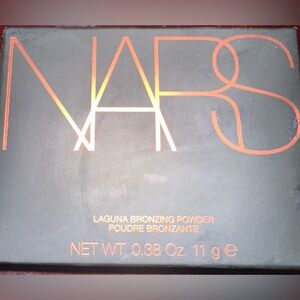 NARS
LAGUNA BRONZING POWDER
POUDRE BRONZANTE
NET WT. 0.38 Oz. 11 g ℮